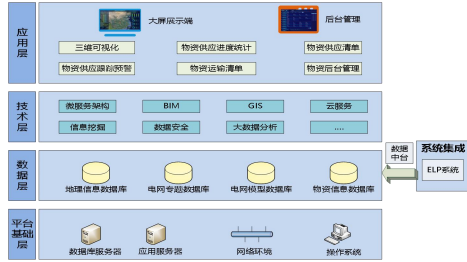 应用层
大屏展示端
后台管理
三维可视化
物资供应进度统计
物资供应清单
物资供应跟踪预警
物资运输清单
物资后台管理
技术层
微服务架构
BIM
GIS
云服务
信息挖掘
数据安全
大数据分析
....
数据层
地理信息数据库
电网专题数据库
电网模型数据库
物资信息数据库
数据中台
系统集成
ELP系统
平台基础层
数据库服务器
应用服务器
网络环境
操作系统